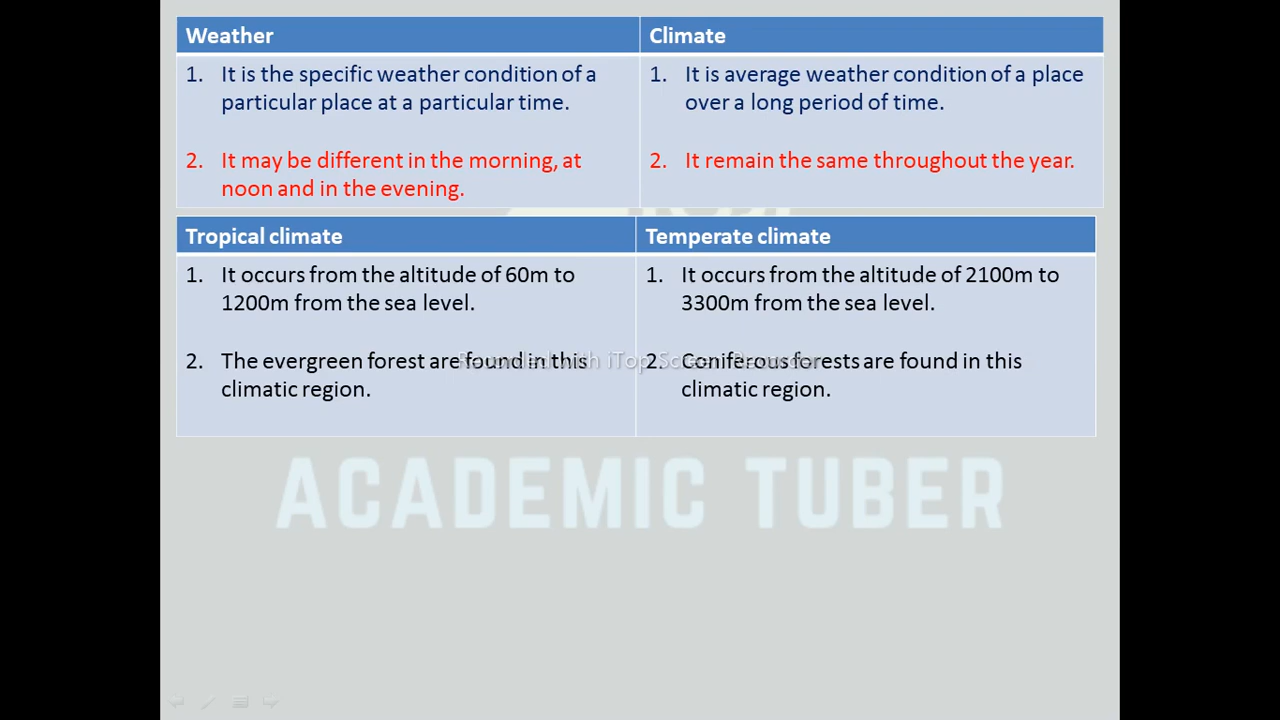 Weather
Climate
1. It is the specific weather condition of a
particular place at a particular time.
1. It is average weather condition of a place
over a long period of time.
2. It may be different in the morning, at
noon and in the evening.
2. It remain the same throughout the year.
Tropical climate
Temperate climate
1. It occurs from the altitude of 60m to
1200m from the sea level.
1. It occurs from the altitude of 2100m to
3300m from the sea level.
2. The evergreen forest are found in this
climatic region.
2. Coniferous forests are found in this
climatic region.
Recorded with iTop Screen Recorder
ACADEMIC TUBER